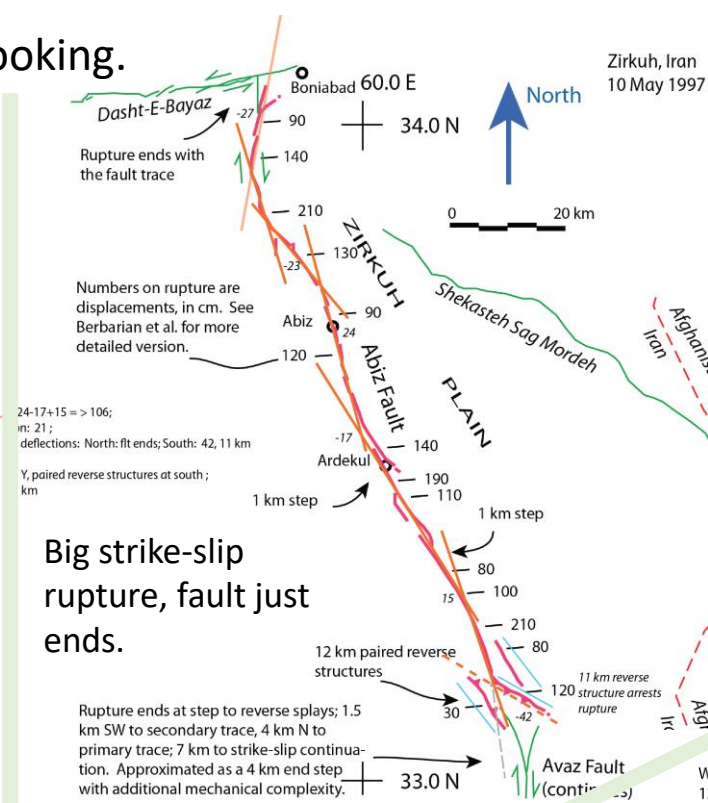 ooking.
Zirkuh, Iran
10 May 1997
Boniabad
60.0 E
34.0 N
North
Dasht-E-Bayaz
-27
90
Rupture ends with
the fault trace
140
210
0
20 km
130
-23
ZIRKUH
PLAIN
Numbers on rupture are
displacements, in cm. See
Berbarian et al. for more
detailed version.
Abiz
90
24
120
Abiz Fault
Shekasteh Sag Mordeh
Iran
24-17+15 = > 106;
n: 21 ;
deflections: North: flt ends; South: 42, 11 km
Y, paired reverse structures at south ;
km
-17
140
Ardekul
190
110
1 km step
1 km step
Big strike-slip
rupture, fault just
ends.
80
15
100
210
80
12 km paired reverse
structures
120
11 km reverse
structure arrests
rupture
30
-42
Rupture ends at step to reverse splays; 1.5
km SW to secondary trace, 4 km N to
primary trace; 7 km to strike-slip continua-
tion. Approximated as a 4 km end step
with additional mechanical complexity.
33.0 N
Avaz Fault